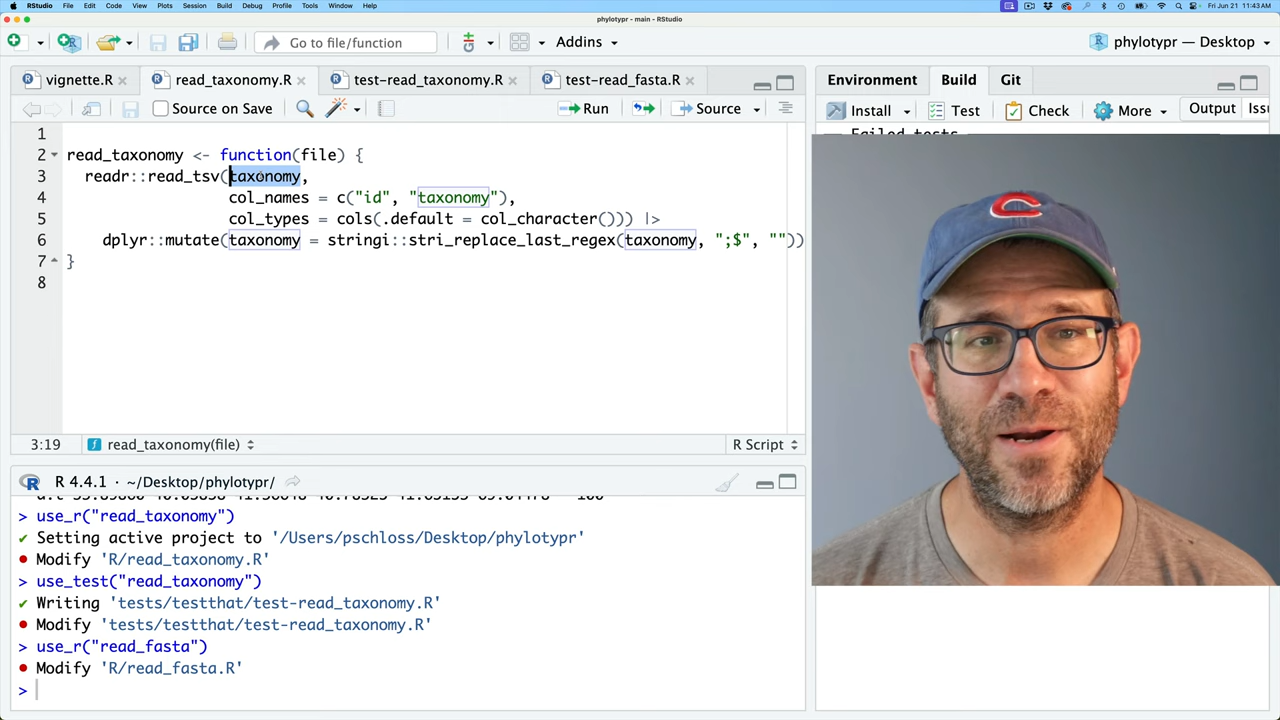 RStudio File Edit Code View Plots Session Build Debug Profile Tools Window Help Fri Jun 21 11:43 AM
phylotypr - main - RStudio
Go to file/function Addins phylotypr — Desktop
vignette.R read_taxonomy.R test-read_taxonomy.R test-read_fasta.R
Source on Save Run Source
1
2 read_taxonomy <- function(file) {
3 readr::read_tsv(taxonomy,
4 col_names = c("id", "taxonomy"),
5 col_types = cols(.default = col_character())) |>
6 dplyr::mutate(taxonomy = stringi::stri_replace_last_regex(taxonomy, ";$", ""))
7 }
8
3:19 read_taxonomy(file) R Script
R 4.4.1 · ~/Desktop/phylotypr/
> use_r("read_taxonomy")
✔ Setting active project to '/Users/pschloss/Desktop/phylotypr'
● Modify 'R/read_taxonomy.R'
> use_test("read_taxonomy")
✔ Writing 'tests/testthat/test-read_taxonomy.R'
● Modify 'tests/testthat/test-read_taxonomy.R'
> use_r("read_fasta")
● Modify 'R/read_fasta.R'
>
Environment Build Git
Install Test Check More Output Issu
Failed tests
C